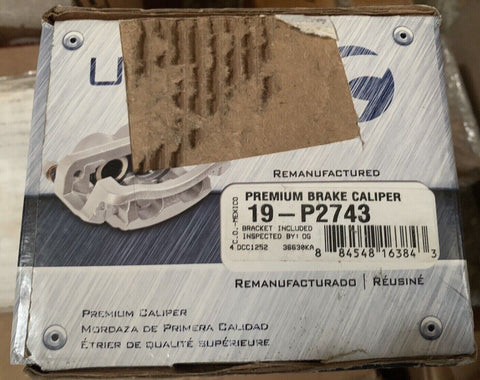 REMANUFACTURED
PREMIUM BRAKE CALIPER
19-P2743
C.O.-MEXICO
BRACKET INCLUDED
INSPECTED BY: OG
4 DCC1252 36630KA
8 84548 16384 3
REMANUFACTURADO | RÉUSINÉ
PREMIUM CALIPER
MORDAZA DE PRIMERA CALIDAD
ÉTRIER DE QUALITÉ SUPÉRIEURE